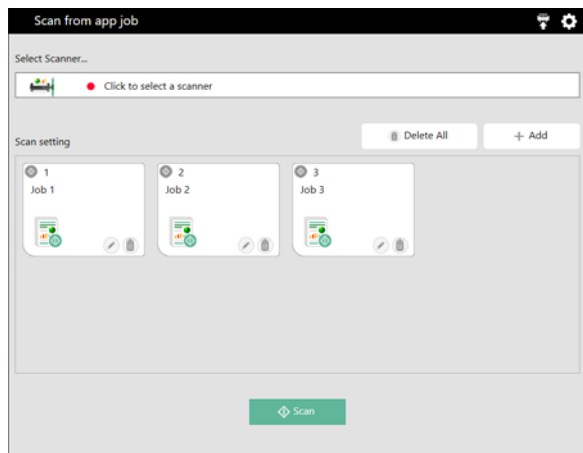 Scan from app job
Select Scanner...
Click to select a scanner
Scan setting
Delete All
Add
1
Job 1
2
Job 2
3
Job 3
Scan